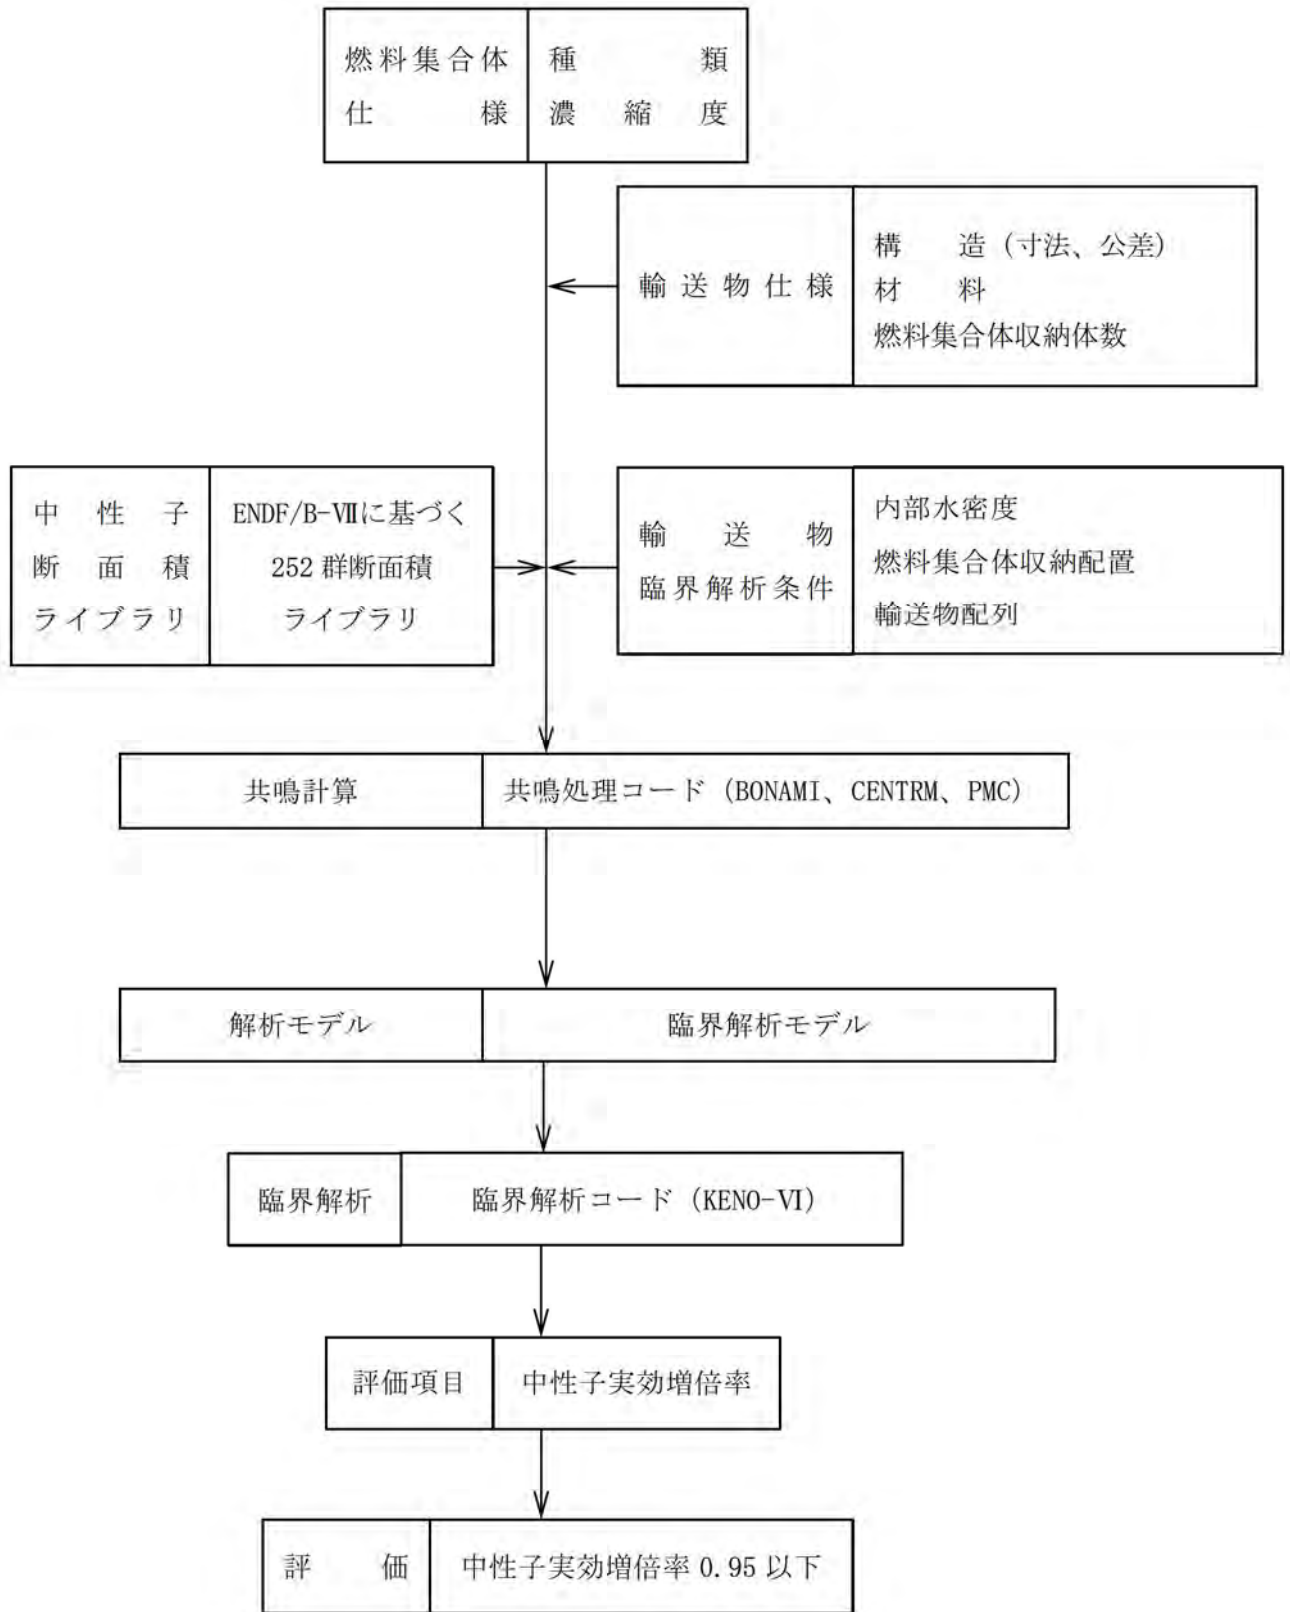 燃料集合体
仕様
種類
濃縮度
輸送物仕様
構造（寸法、公差）
材料
燃料集合体収納体数
中性子
断面積
ライブラリ
ENDF/B-Ⅶに基づく
252群断面積
ライブラリ
輸送物
臨界解析条件
内部水密度
燃料集合体収納配置
輸送物配列
共鳴計算
共鳴処理コード（BONAMI、CENTRM、PMC）
解析モデル
臨界解析モデル
臨界解析
臨界解析コード（KENO-Ⅵ）
評価項目
中性子実効増倍率
評価
中性子実効増倍率 0.95 以下